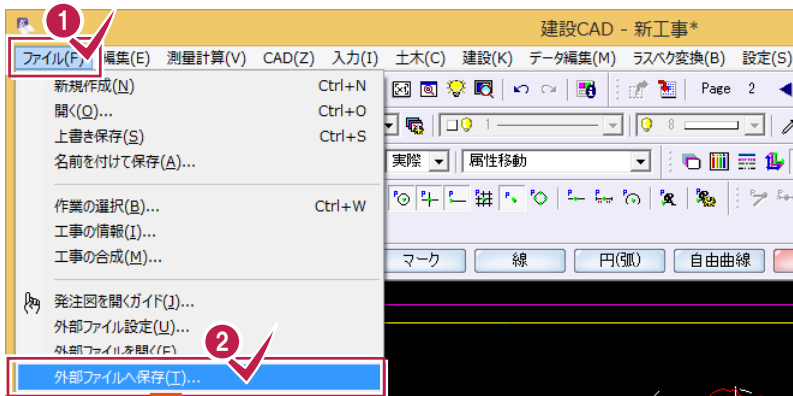 1
建設CAD - 新工事*
ファイル(F) 編集(E) 測量計算(V) CAD(Z) 入力(I) 土木(C) 建設(K) データ編集(M) ラスベク変換(B) 設定(S)
新規作成(N) Ctrl+N
Page 2
開く(O)... Ctrl+O
1 8
上書き保存(S) Ctrl+S
名前を付けて保存(A)...
実際 属性移動
作業の選択(B)... Ctrl+W
工事の情報(I)...
工事の合成(M)...
マーク 線 円(弧) 自由曲線
発注図を開くガイド(J)...
外部ファイル設定(U)...
2
外部ファイルを開く(F)
外部ファイルへ保存(T)...